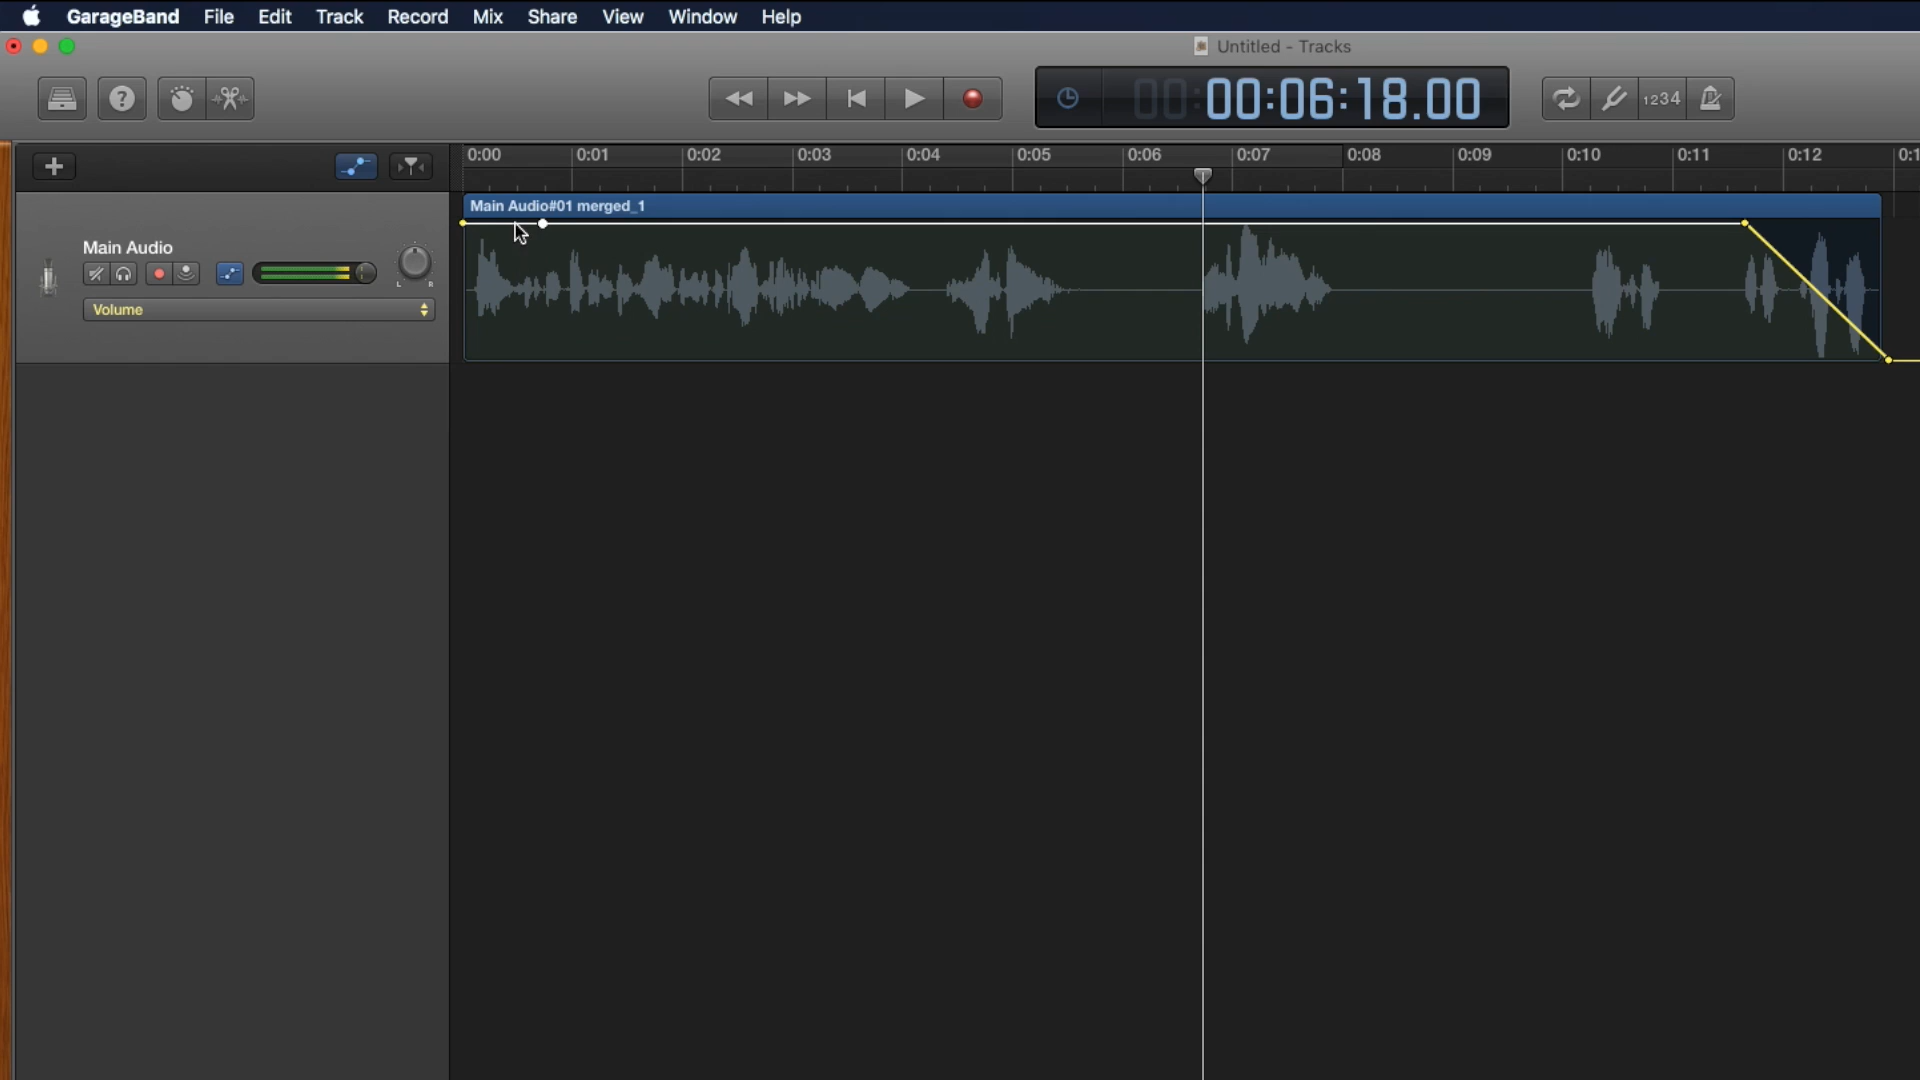 GarageBand File Edit Track Record Mix Share View Window Help
Untitled - Tracks
00:00:06:18.00
1234
0:00 0:01 0:02 0:03 0:04 0:05 0:06 0:07 0:08 0:09 0:10 0:11 0:12 0:1
Main Audio#01 merged_1
Main Audio
L R
Volume